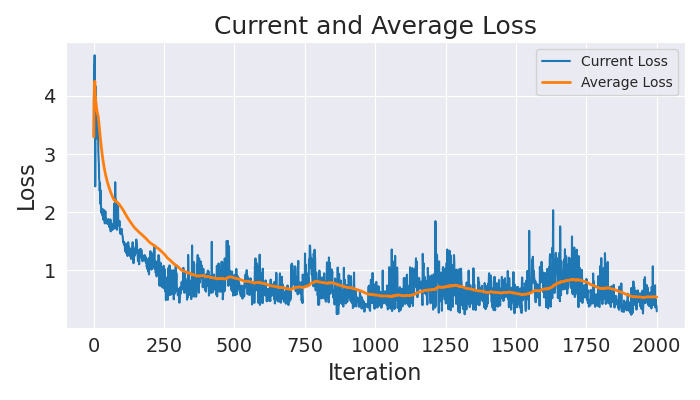 Current and Average Loss
Current Loss
Average Loss
Loss
4
3
2
1
0 250 500 750 1000 1250 1500 1750 2000
Iteration